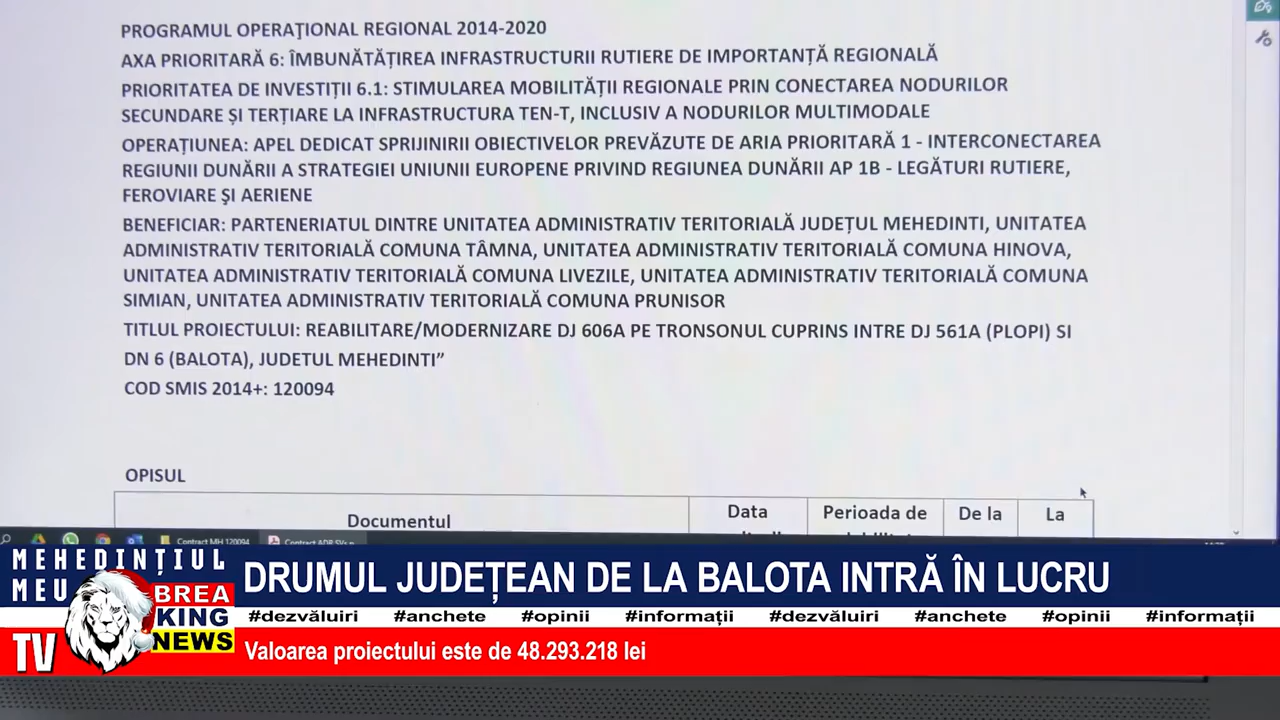 PROGRAMUL OPERAŢIONAL REGIONAL 2014-2020
AXA PRIORITARĂ 6: ÎMBUNĂTĂȚIREA INFRASTRUCTURII RUTIERE DE IMPORTANȚĂ REGIONALĂ
PRIORITATEA DE INVESTIȚII 6.1: STIMULAREA MOBILITĂȚII REGIONALE PRIN CONECTAREA NODURILOR
SECUNDARE ȘI TERȚIARE LA INFRASTRUCTURA TEN-T, INCLUSIV A NODURILOR MULTIMODALE
OPERAȚIUNEA: APEL DEDICAT SPRIJINIRII OBIECTIVELOR PREVĂZUTE DE ARIA PRIORITARĂ 1 - INTERCONECTAREA
REGIUNII DUNĂRII A STRATEGIEI UNIUNII EUROPENE PRIVIND REGIUNEA DUNĂRII AP 1B - LEGĂTURI RUTIERE,
FEROVIARE ŞI AERIENE
BENEFICIAR: PARTENERIATUL DINTRE UNITATEA ADMINISTRATIV TERITORIALĂ JUDEȚUL MEHEDINTI, UNITATEA
ADMINISTRATIV TERITORIALĂ COMUNA TÂMNA, UNITATEA ADMINISTRATIV TERITORIALĂ COMUNA HINOVA,
UNITATEA ADMINISTRATIV TERITORIALĂ COMUNA LIVEZILE, UNITATEA ADMINISTRATIV TERITORIALĂ COMUNA
SIMIAN, UNITATEA ADMINISTRATIV TERITORIALĂ COMUNA PRUNISOR
TITLUL PROIECTULUI: REABILITARE/MODERNIZARE DJ 606A PE TRONSONUL CUPRINS INTRE DJ 561A (PLOPI) SI
DN 6 (BALOTA), JUDETUL MEHEDINTI”
COD SMIS 2014+: 120094
OPISUL
Documentul Data Perioada de De la La
Contract MH 120094 Contract ADR SV
MEHEDINȚIUL
MEU
TV
BREA
KING
NEWS
DRUMUL JUDEȚEAN DE LA BALOTA INTRĂ ÎN LUCRU
#dezvăluiri #anchete #opinii #informații #dezvăluiri #anchete #opinii #informații
Valoarea proiectului este de 48.293.218 lei